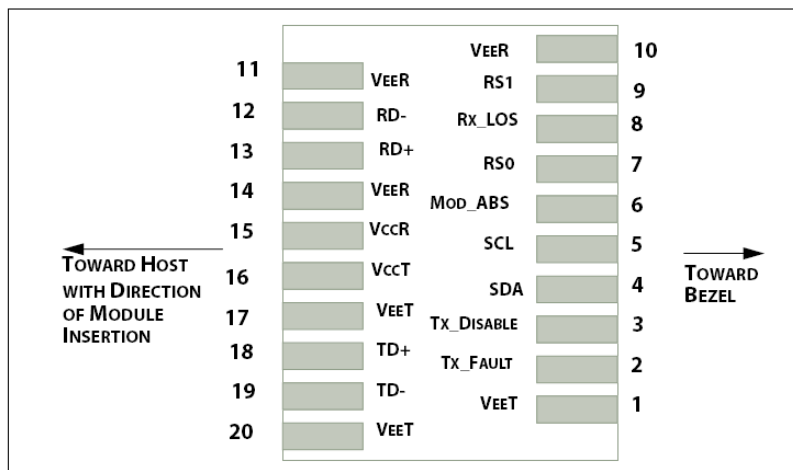 11 VEER
12 RD-
13 RD+
14 VEER
15 VCCR
16 VCCT
17 VEET
18 TD+
19 TD-
20 VEET
VEER 10
RS1 9
RX_LOS 8
RS0 7
MOD_ABS 6
SCL 5
SDA 4
TX_DISABLE 3
TX_FAULT 2
VEET 1
TOWARD HOST
WITH DIRECTION
OF MODULE
INSERTION
TOWARD
BEZEL